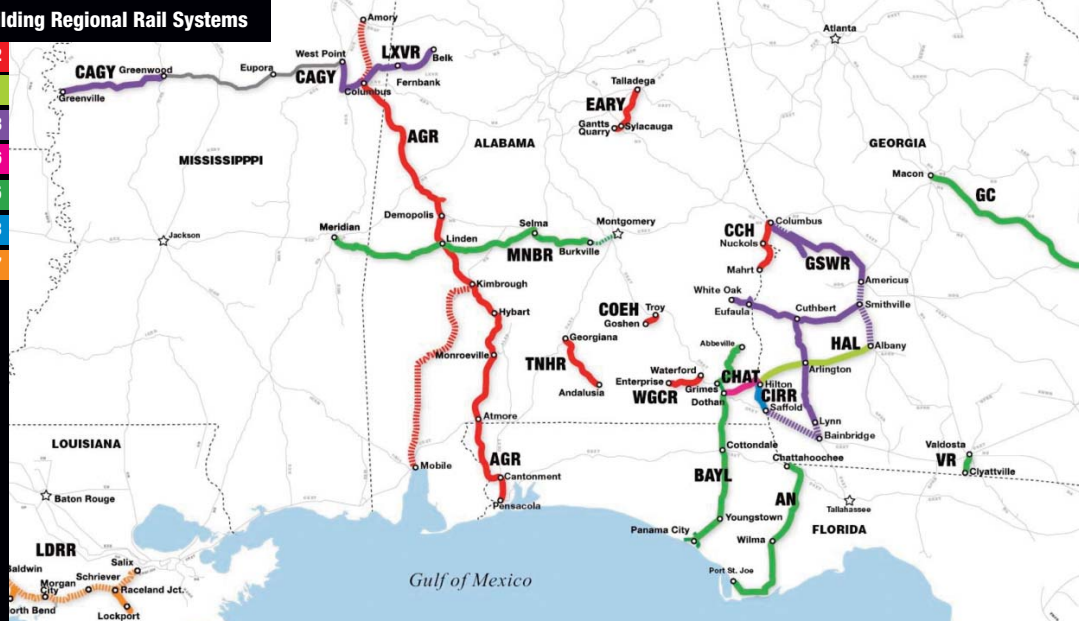 lding Regional Rail Systems
Amory
Atlanta
West Point
LXVR
Belk
CAGY
Greenwood
Eupora
CAGY
Fernbank
Talladega
Greenville
Columbus
EARY
Gantts
Quarry
Sylacauga
AGR
ALABAMA
GEORGIA
MISSISSIPPPI
Macon
GC
Demopolis
Meridian
Selma
Montgomery
Columbus
CCH
Nuckols
Jackson
Linden
MNBR
Burkville
GSWR
Mahrt
Americus
Kimbrough
White Oak
Eufaula
Cuthbert
Smithville
COEH
Troy
Goshen
Hybart
Georgiana
Abbeville
HAL
Albany
Monroeville
TNHR
Arlington
Waterford
Enterprise
CHAT
Hilton
Andalusia
WGCR
Grimes
Dothan
CIRR
Saffold
Atmore
Lynn
Bainbridge
LOUISIANA
Cottondale
Valdosta
Chattahoochee
VR
Clyattville
Mobile
AGR
Cantonment
BAYL
AN
Baton Rouge
Pensacola
Tallahassee
Youngstown
Panama City
FLORIDA
Wilma
LDRR
Salix
Port St. Joe
Baldwin
Morgan
City
Schriever
Raceland Jct.
Gulf of Mexico
orth Bend
Lockport